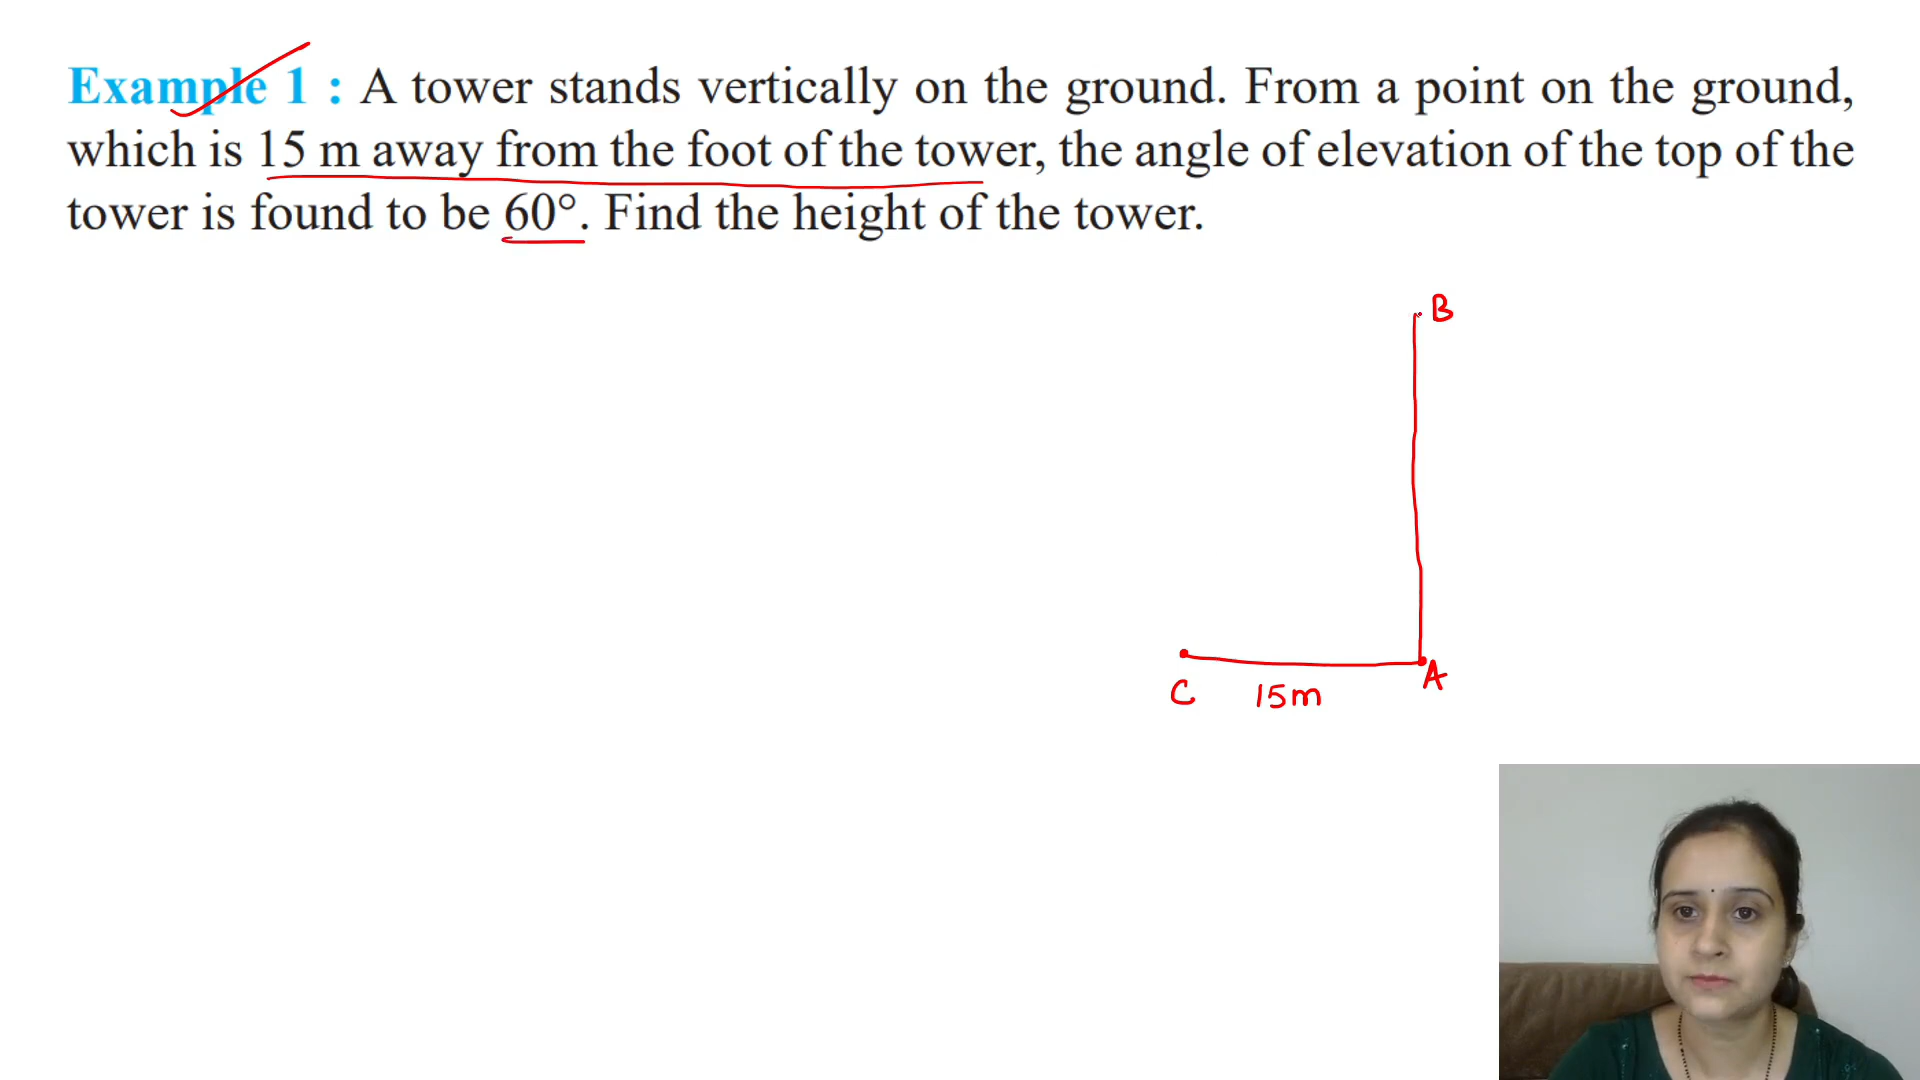 Example 1 : A tower stands vertically on the ground. From a point on the ground,
which is 15 m away from the foot of the tower, the angle of elevation of the top of the
tower is found to be 60°. Find the height of the tower.
B
A
C 15m